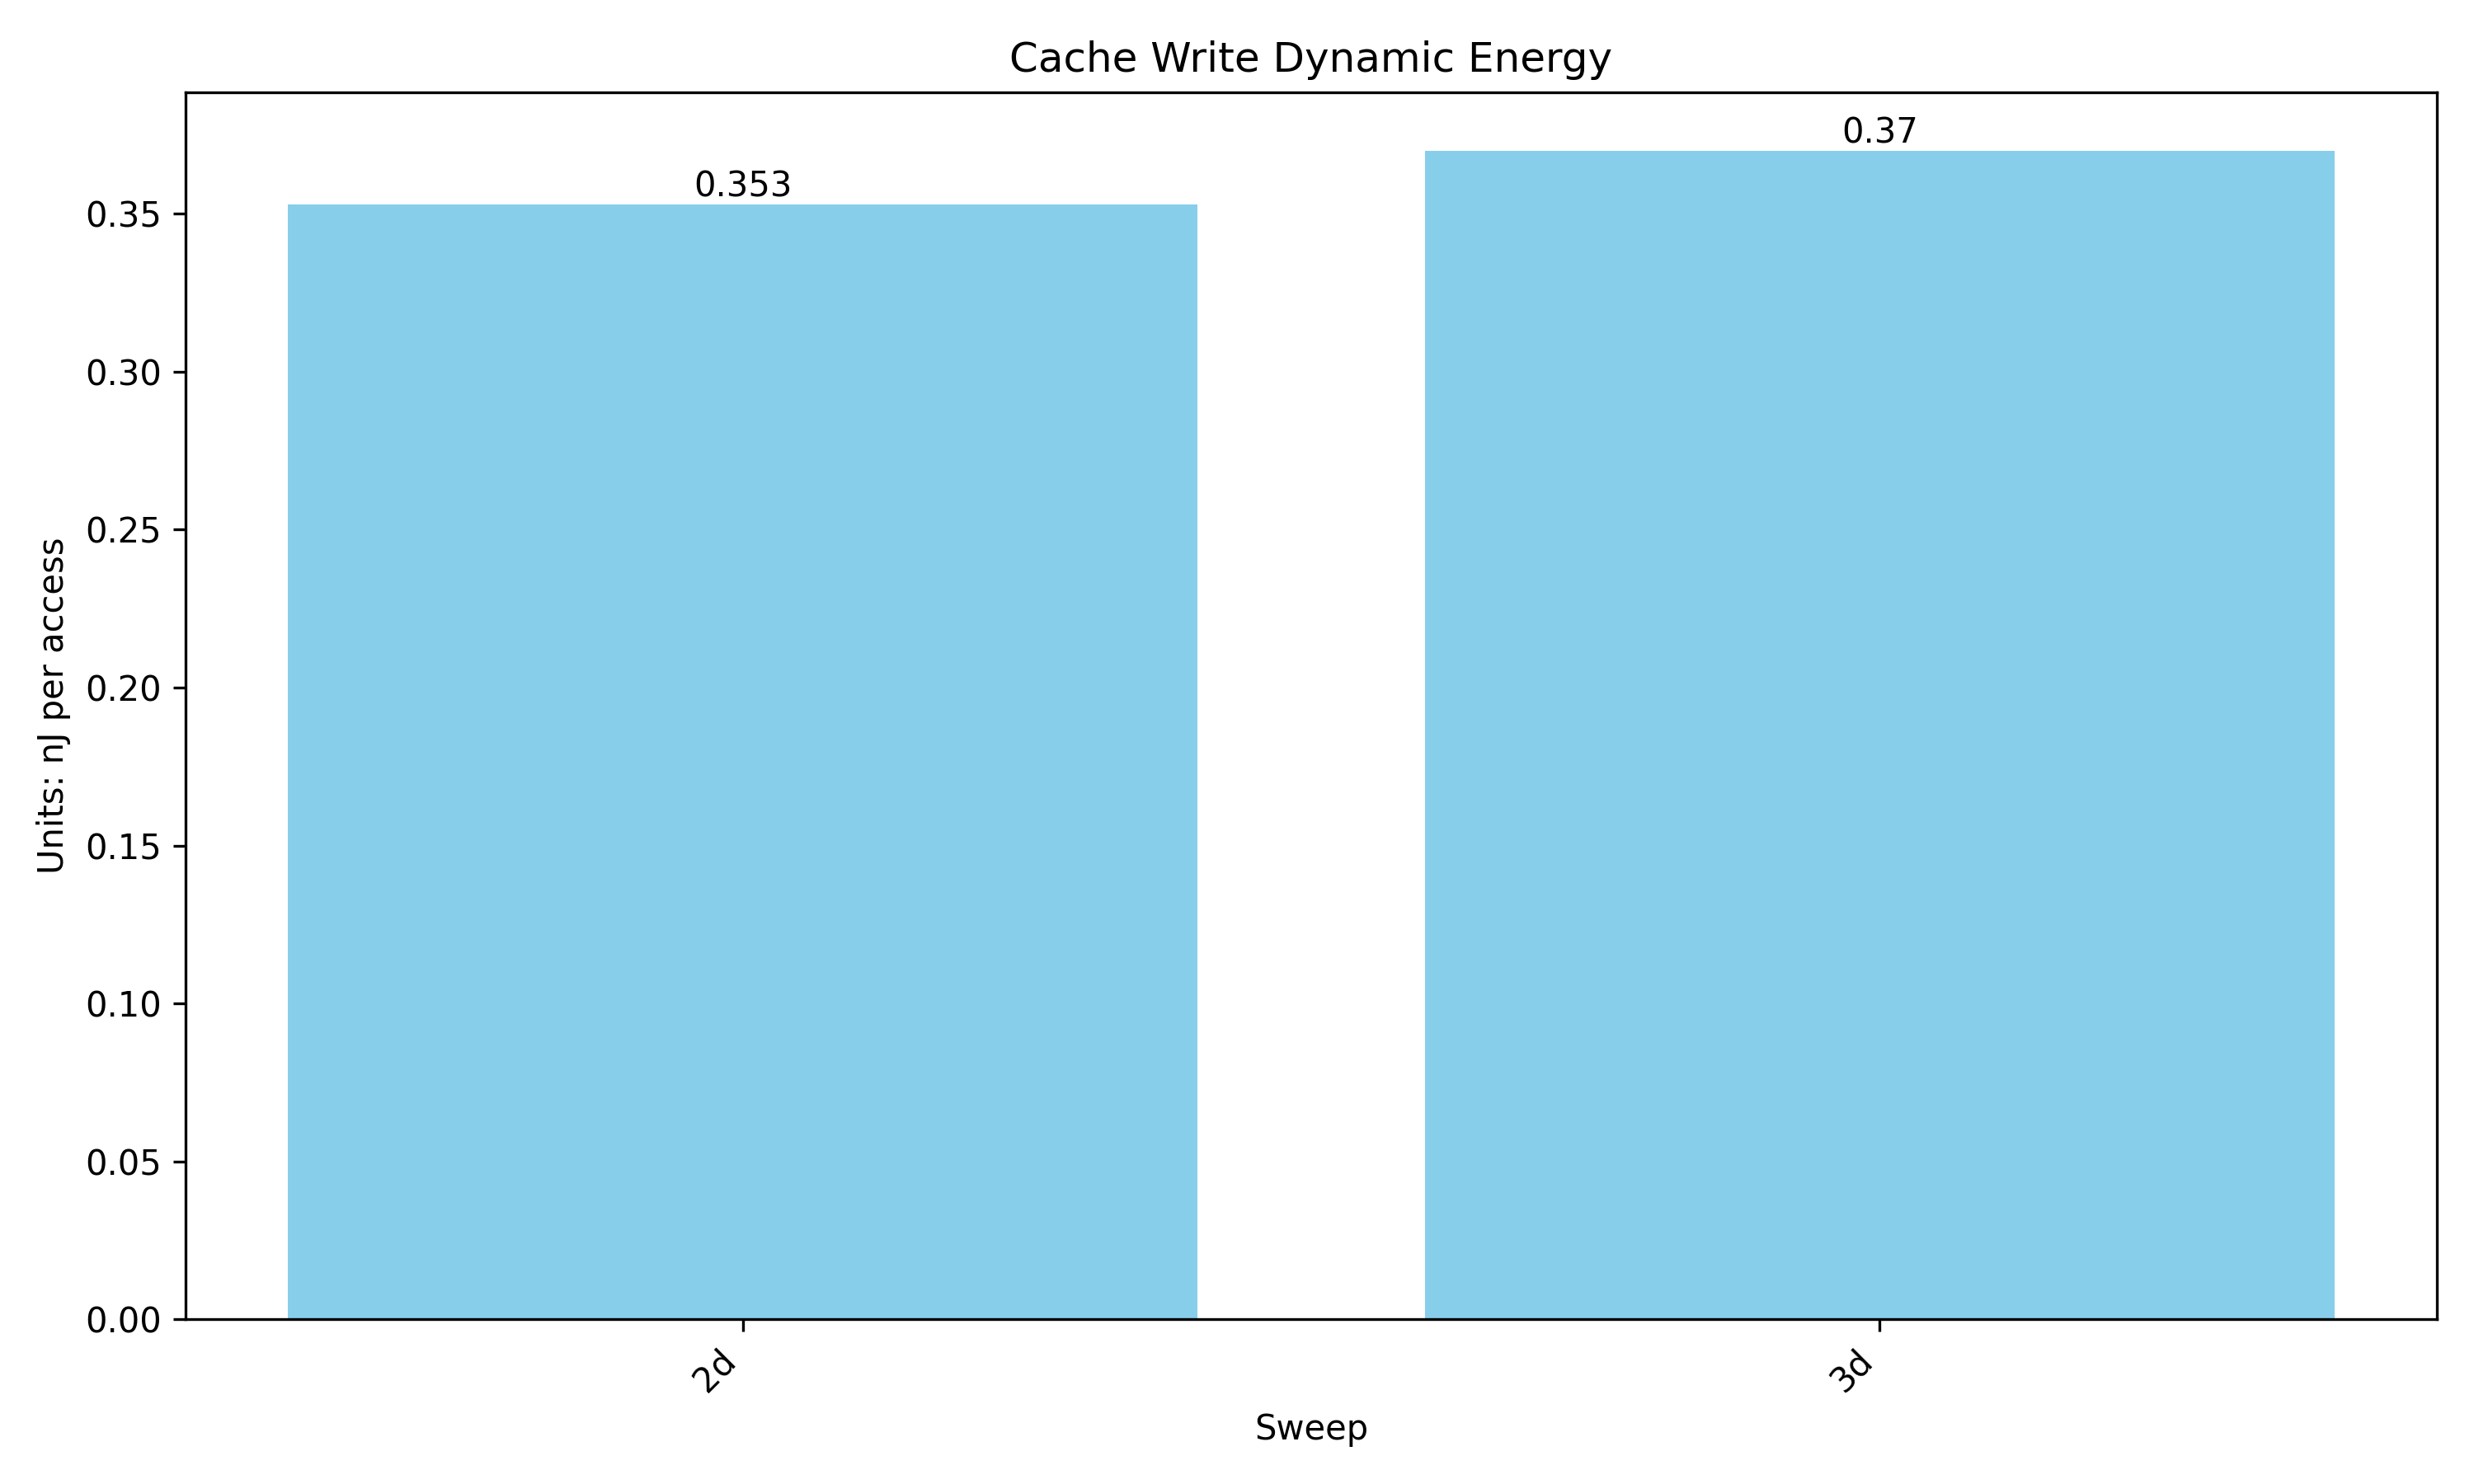 Cache Write Dynamic Energy
0.37
0.353
0.35
0.30
0.25
0.20
0.15
0.10
0.05
0.00
Units: nJ per access
2d
3d
Sweep